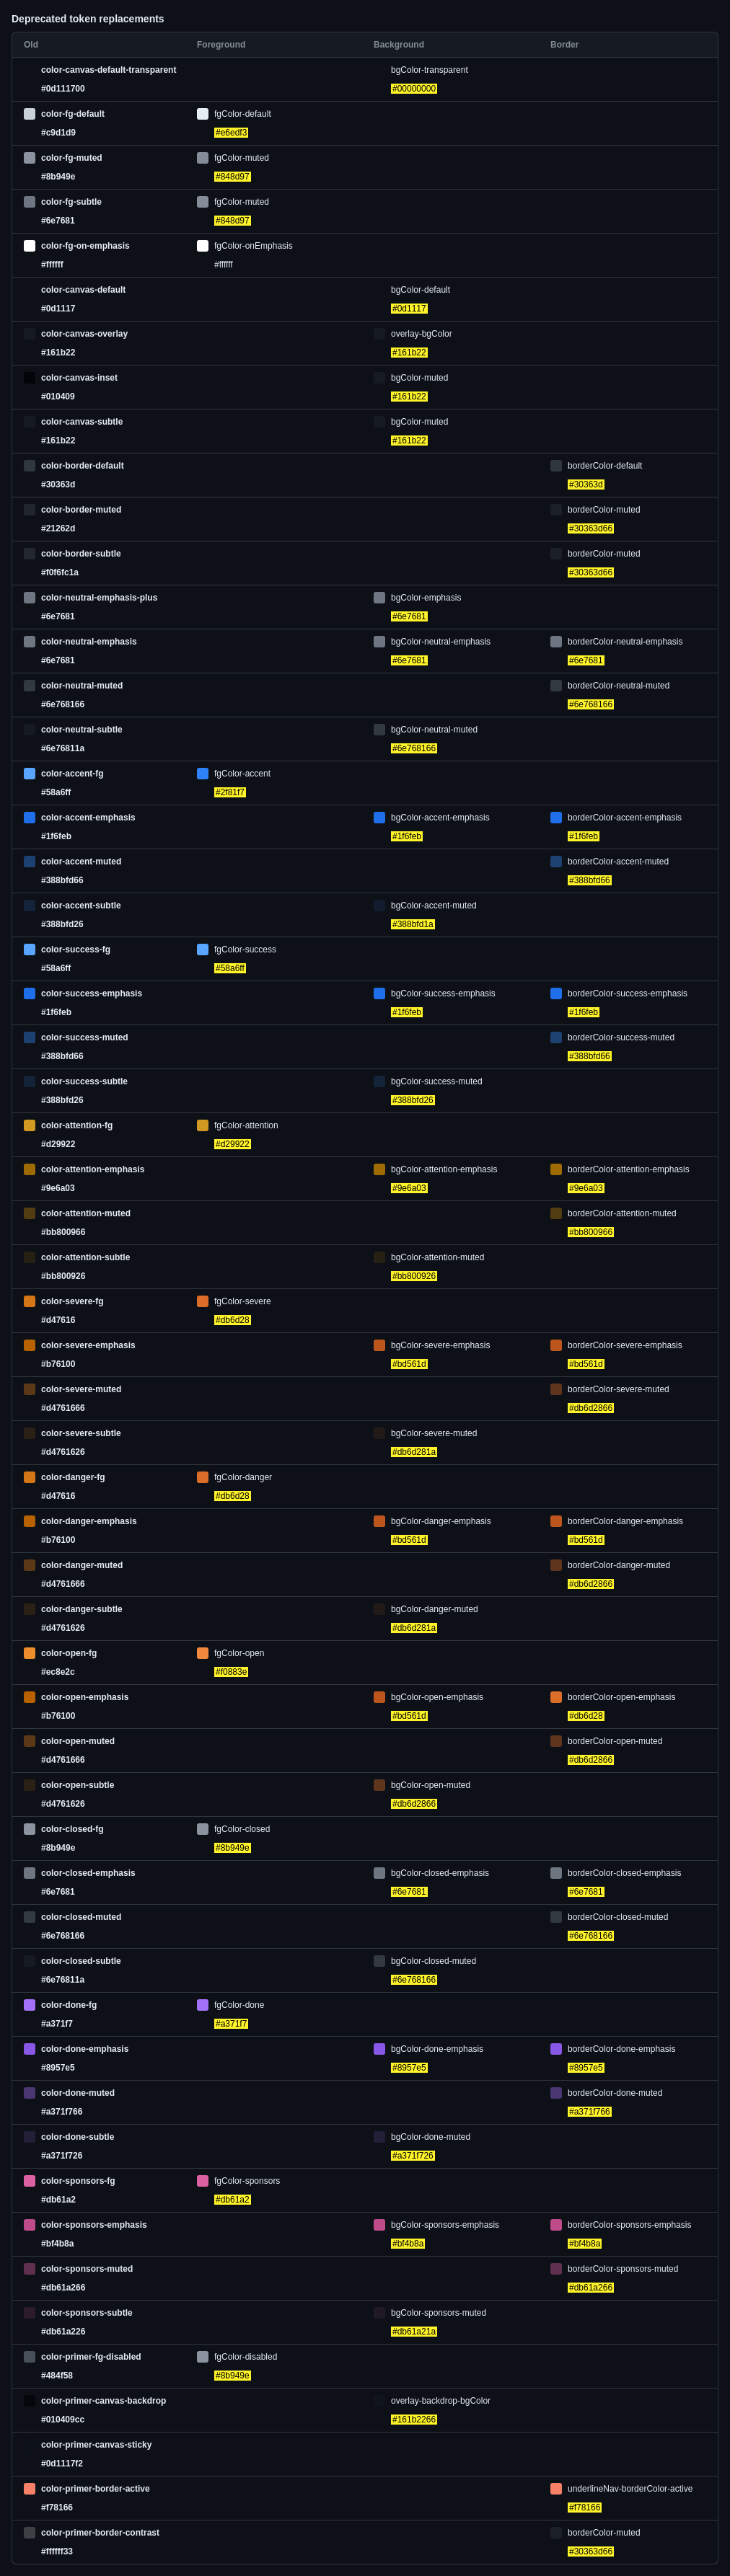 Deprecated token replacements
Old Foreground Background Border
color-canvas-default-transparent bgColor-transparent
#0d111700 #00000000
color-fg-default fgColor-default
#c9d1d9 #e6edf3
color-fg-muted fgColor-muted
#8b949e #848d97
color-fg-subtle fgColor-muted
#6e7681 #848d97
color-fg-on-emphasis fgColor-onEmphasis
#ffffff #ffffff
color-canvas-default bgColor-default
#0d1117 #0d1117
color-canvas-overlay overlay-bgColor
#161b22 #161b22
color-canvas-inset bgColor-muted
#010409 #161b22
color-canvas-subtle bgColor-muted
#161b22 #161b22
color-border-default borderColor-default
#30363d #30363d
color-border-muted borderColor-muted
#21262d #30363d66
color-border-subtle borderColor-muted
#f0f6fc1a #30363d66
color-neutral-emphasis-plus bgColor-emphasis
#6e7681 #6e7681
color-neutral-emphasis bgColor-neutral-emphasis borderColor-neutral-emphasis
#6e7681 #6e7681 #6e7681
color-neutral-muted borderColor-neutral-muted
#6e768166 #6e768166
color-neutral-subtle bgColor-neutral-muted
#6e76811a #6e768166
color-accent-fg fgColor-accent
#58a6ff #2f81f7
color-accent-emphasis bgColor-accent-emphasis borderColor-accent-emphasis
#1f6feb #1f6feb #1f6feb
color-accent-muted borderColor-accent-muted
#388bfd66 #388bfd66
color-accent-subtle bgColor-accent-muted
#388bfd26 #388bfd1a
color-success-fg fgColor-success
#58a6ff #58a6ff
color-success-emphasis bgColor-success-emphasis borderColor-success-emphasis
#1f6feb #1f6feb #1f6feb
color-success-muted borderColor-success-muted
#388bfd66 #388bfd66
color-success-subtle bgColor-success-muted
#388bfd26 #388bfd26
color-attention-fg fgColor-attention
#d29922 #d29922
color-attention-emphasis bgColor-attention-emphasis borderColor-attention-emphasis
#9e6a03 #9e6a03 #9e6a03
color-attention-muted borderColor-attention-muted
#bb800966 #bb800966
color-attention-subtle bgColor-attention-muted
#bb800926 #bb800926
color-severe-fg fgColor-severe
#d47616 #db6d28
color-severe-emphasis bgColor-severe-emphasis borderColor-severe-emphasis
#b76100 #bd561d #bd561d
color-severe-muted borderColor-severe-muted
#d4761666 #db6d2866
color-severe-subtle bgColor-severe-muted
#d4761626 #db6d281a
color-danger-fg fgColor-danger
#d47616 #db6d28
color-danger-emphasis bgColor-danger-emphasis borderColor-danger-emphasis
#b76100 #bd561d #bd561d
color-danger-muted borderColor-danger-muted
#d4761666 #db6d2866
color-danger-subtle bgColor-danger-muted
#d4761626 #db6d281a
color-open-fg fgColor-open
#ec8e2c #f0883e
color-open-emphasis bgColor-open-emphasis borderColor-open-emphasis
#b76100 #bd561d #db6d28
color-open-muted borderColor-open-muted
#d4761666 #db6d2866
color-open-subtle bgColor-open-muted
#d4761626 #db6d2866
color-closed-fg fgColor-closed
#8b949e #8b949e
color-closed-emphasis bgColor-closed-emphasis borderColor-closed-emphasis
#6e7681 #6e7681 #6e7681
color-closed-muted borderColor-closed-muted
#6e768166 #6e768166
color-closed-subtle bgColor-closed-muted
#6e76811a #6e768166
color-done-fg fgColor-done
#a371f7 #a371f7
color-done-emphasis bgColor-done-emphasis borderColor-done-emphasis
#8957e5 #8957e5 #8957e5
color-done-muted borderColor-done-muted
#a371f766 #a371f766
color-done-subtle bgColor-done-muted
#a371f726 #a371f726
color-sponsors-fg fgColor-sponsors
#db61a2 #db61a2
color-sponsors-emphasis bgColor-sponsors-emphasis borderColor-sponsors-emphasis
#bf4b8a #bf4b8a #bf4b8a
color-sponsors-muted borderColor-sponsors-muted
#db61a266 #db61a266
color-sponsors-subtle bgColor-sponsors-muted
#db61a226 #db61a21a
color-primer-fg-disabled fgColor-disabled
#484f58 #8b949e
color-primer-canvas-backdrop overlay-backdrop-bgColor
#010409cc #161b2266
color-primer-canvas-sticky
#0d1117f2
color-primer-border-active underlineNav-borderColor-active
#f78166 #f78166
color-primer-border-contrast borderColor-muted
#ffffff33 #30363d66